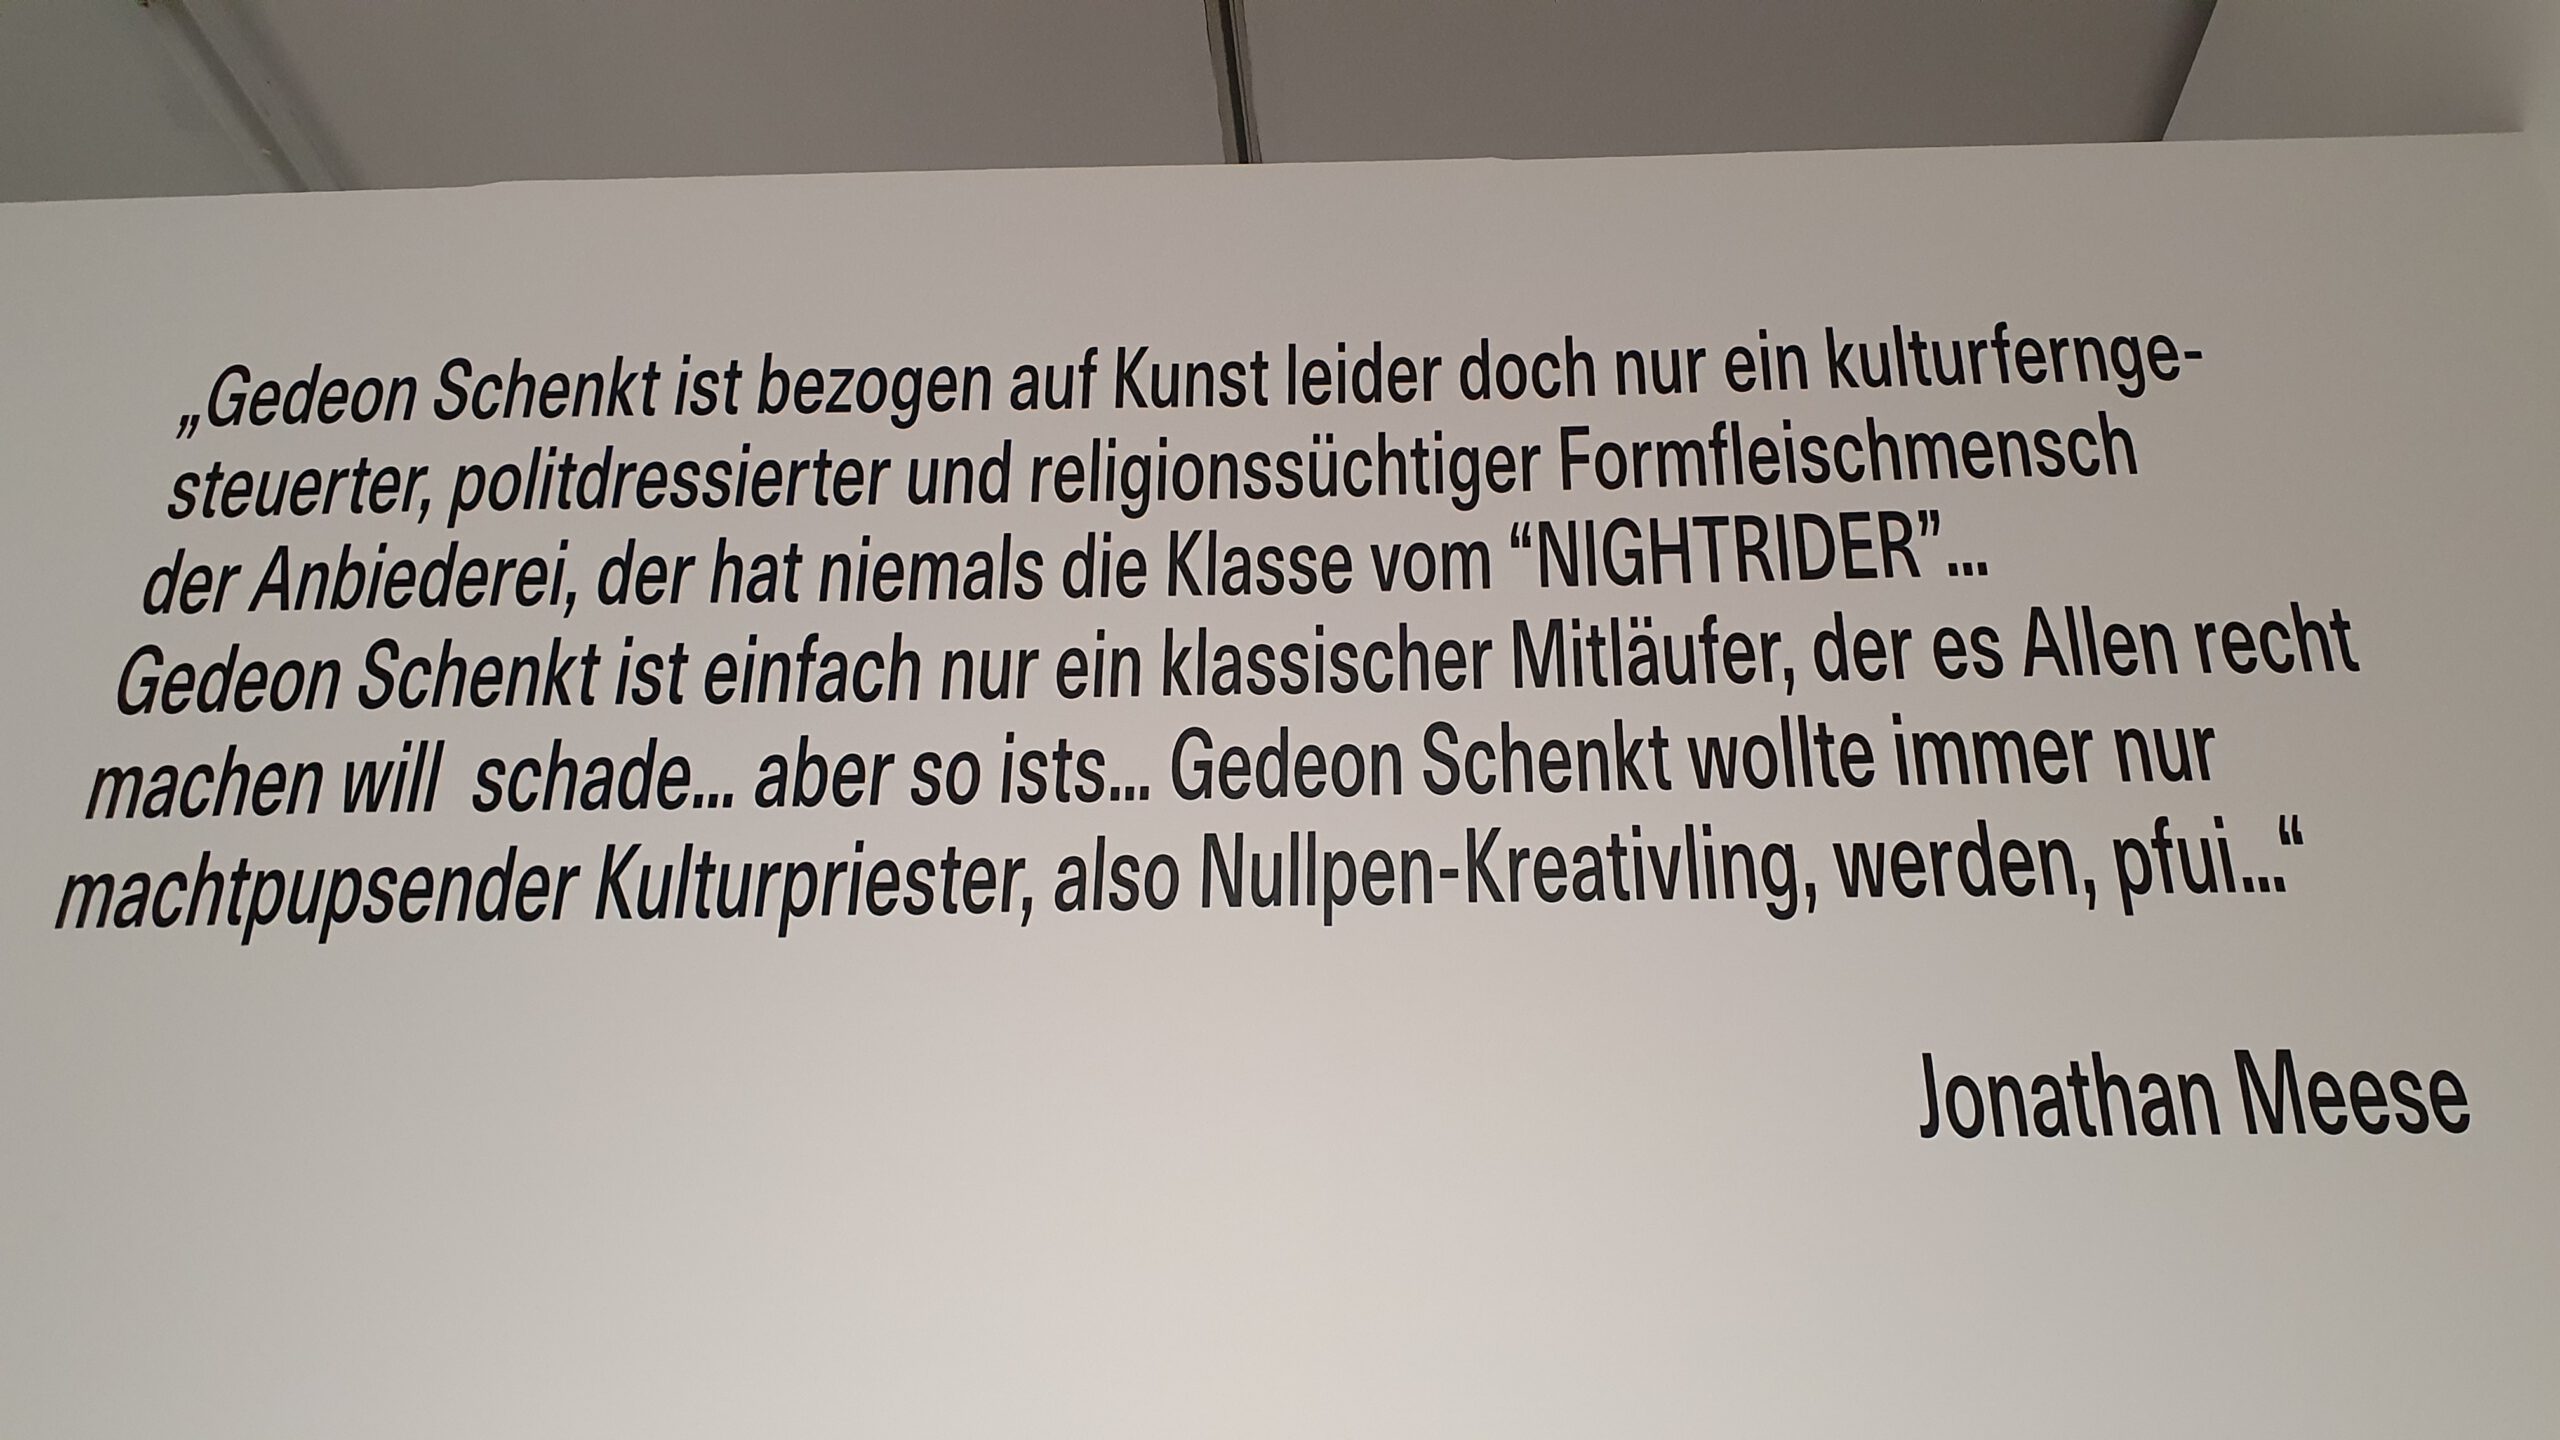 „Gedeon Schenkt ist bezogen auf Kunst leider doch nur ein kulturfernge-
steuerter, politdressierter und religionssüchtiger Formfleischmensch
der Anbiederei, der hat niemals die Klasse vom “NIGHTRIDER”...
Gedeon Schenkt ist einfach nur ein klassischer Mitläufer, der es Allen recht
machen will  schade... aber so ists... Gedeon Schenkt wollte immer nur
machtpupsender Kulturpriester, also Nullpen-Kreativling, werden, pfui...“
Jonathan Meese